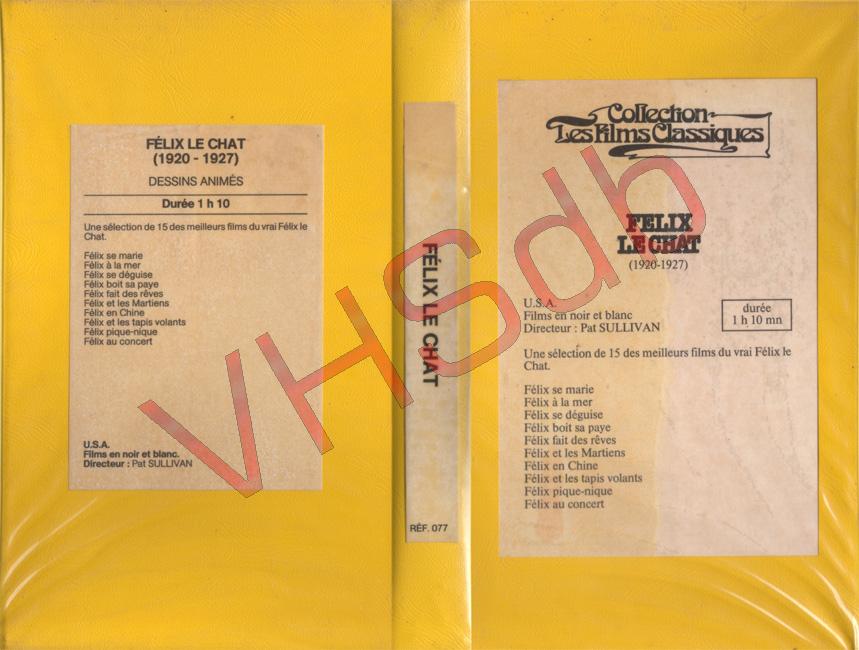 FÉLIX LE CHAT
(1920 - 1927)
DESSINS ANIMÉS
Durée 1 h 10
Une sélection de 15 des meilleurs films du vrai Félix le
Chat.
Félix se marie
Félix à la mer
Félix se déguise
Félix boit sa paye
Félix fait des rêves
Félix et les Martiens
Félix en Chine
Félix et les tapis volants
Félix pique-nique
Félix au concert
U.S.A.
Films en noir et blanc.
Directeur : Pat SULLIVAN
FÉLIX LE CHAT
RÉF. 077
Collection
Les Films Classiques
FELIX
LE CHAT
(1920-1927)
U.S.A.
Films en noir et blanc
Directeur : Pat SULLIVAN
durée
1 h 10 mn
Une sélection de 15 des meilleurs films du vrai Félix le
Chat.
Félix se marie
Félix à la mer
Félix se déguise
Félix boit sa paye
Félix fait des rêves
Félix et les Martiens
Félix en Chine
Félix et les tapis volants
Félix pique-nique
Félix au concert
VHSdb